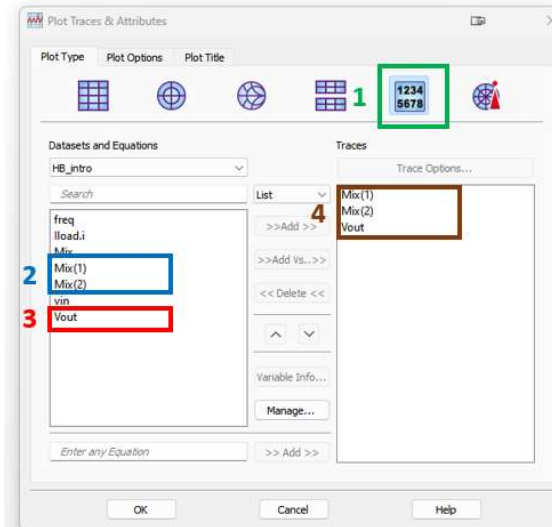 Plot Traces & Attributes
Plot Type Plot Options Plot Title
1
1234
5678
Datasets and Equations
Traces
HB_intro
Trace Options...
Search
List
freq
Iload.i
Mix
Mix(1)
Mix(2)
vin
Vout
2
3
>>Add >>
>>Add Vs..>>
<< Delete <<
Variable Info...
Manage...
4
Mix(1)
Mix(2)
Vout
Enter any Equation
>> Add >>
OK Cancel Help